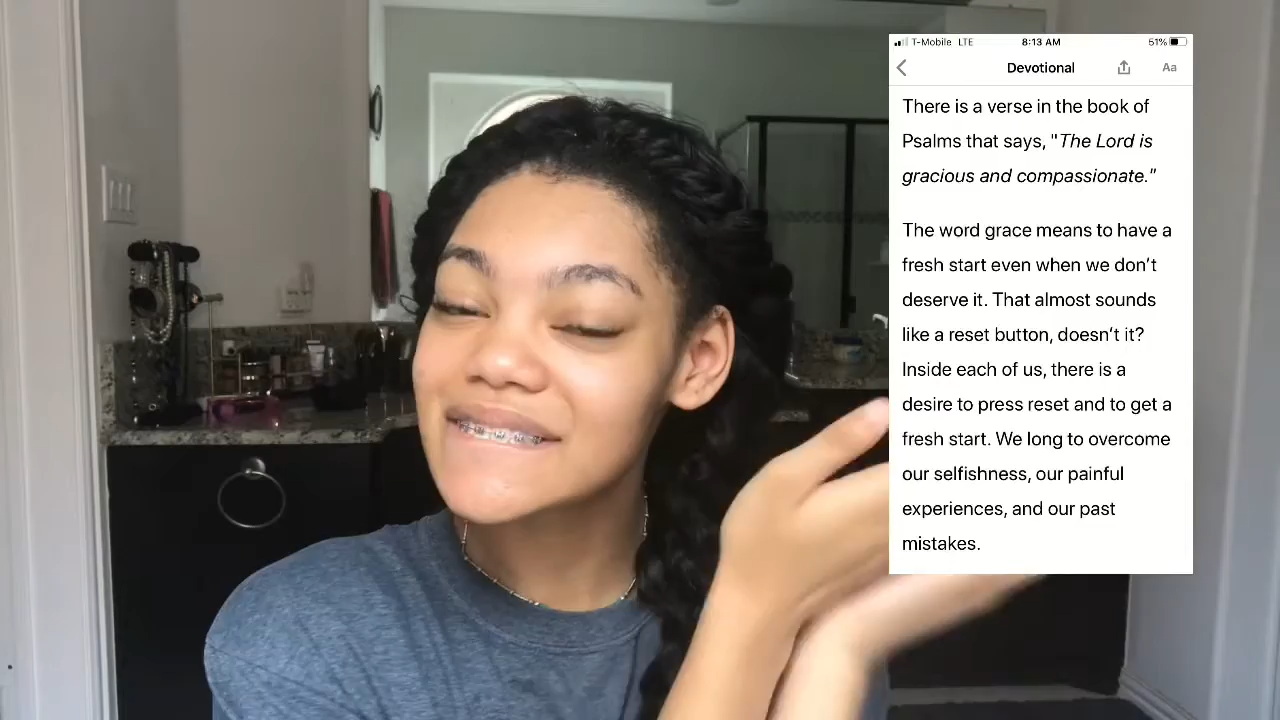 T-Mobile LTE 8:13 AM 51%
Devotional Aa
There is a verse in the book of
Psalms that says, "The Lord is
gracious and compassionate."
The word grace means to have a
fresh start even when we don't
deserve it. That almost sounds
like a reset button, doesn't it?
Inside each of us, there is a
desire to press reset and to get a
fresh start. We long to overcome
our selfishness, our painful
experiences, and our past
mistakes.